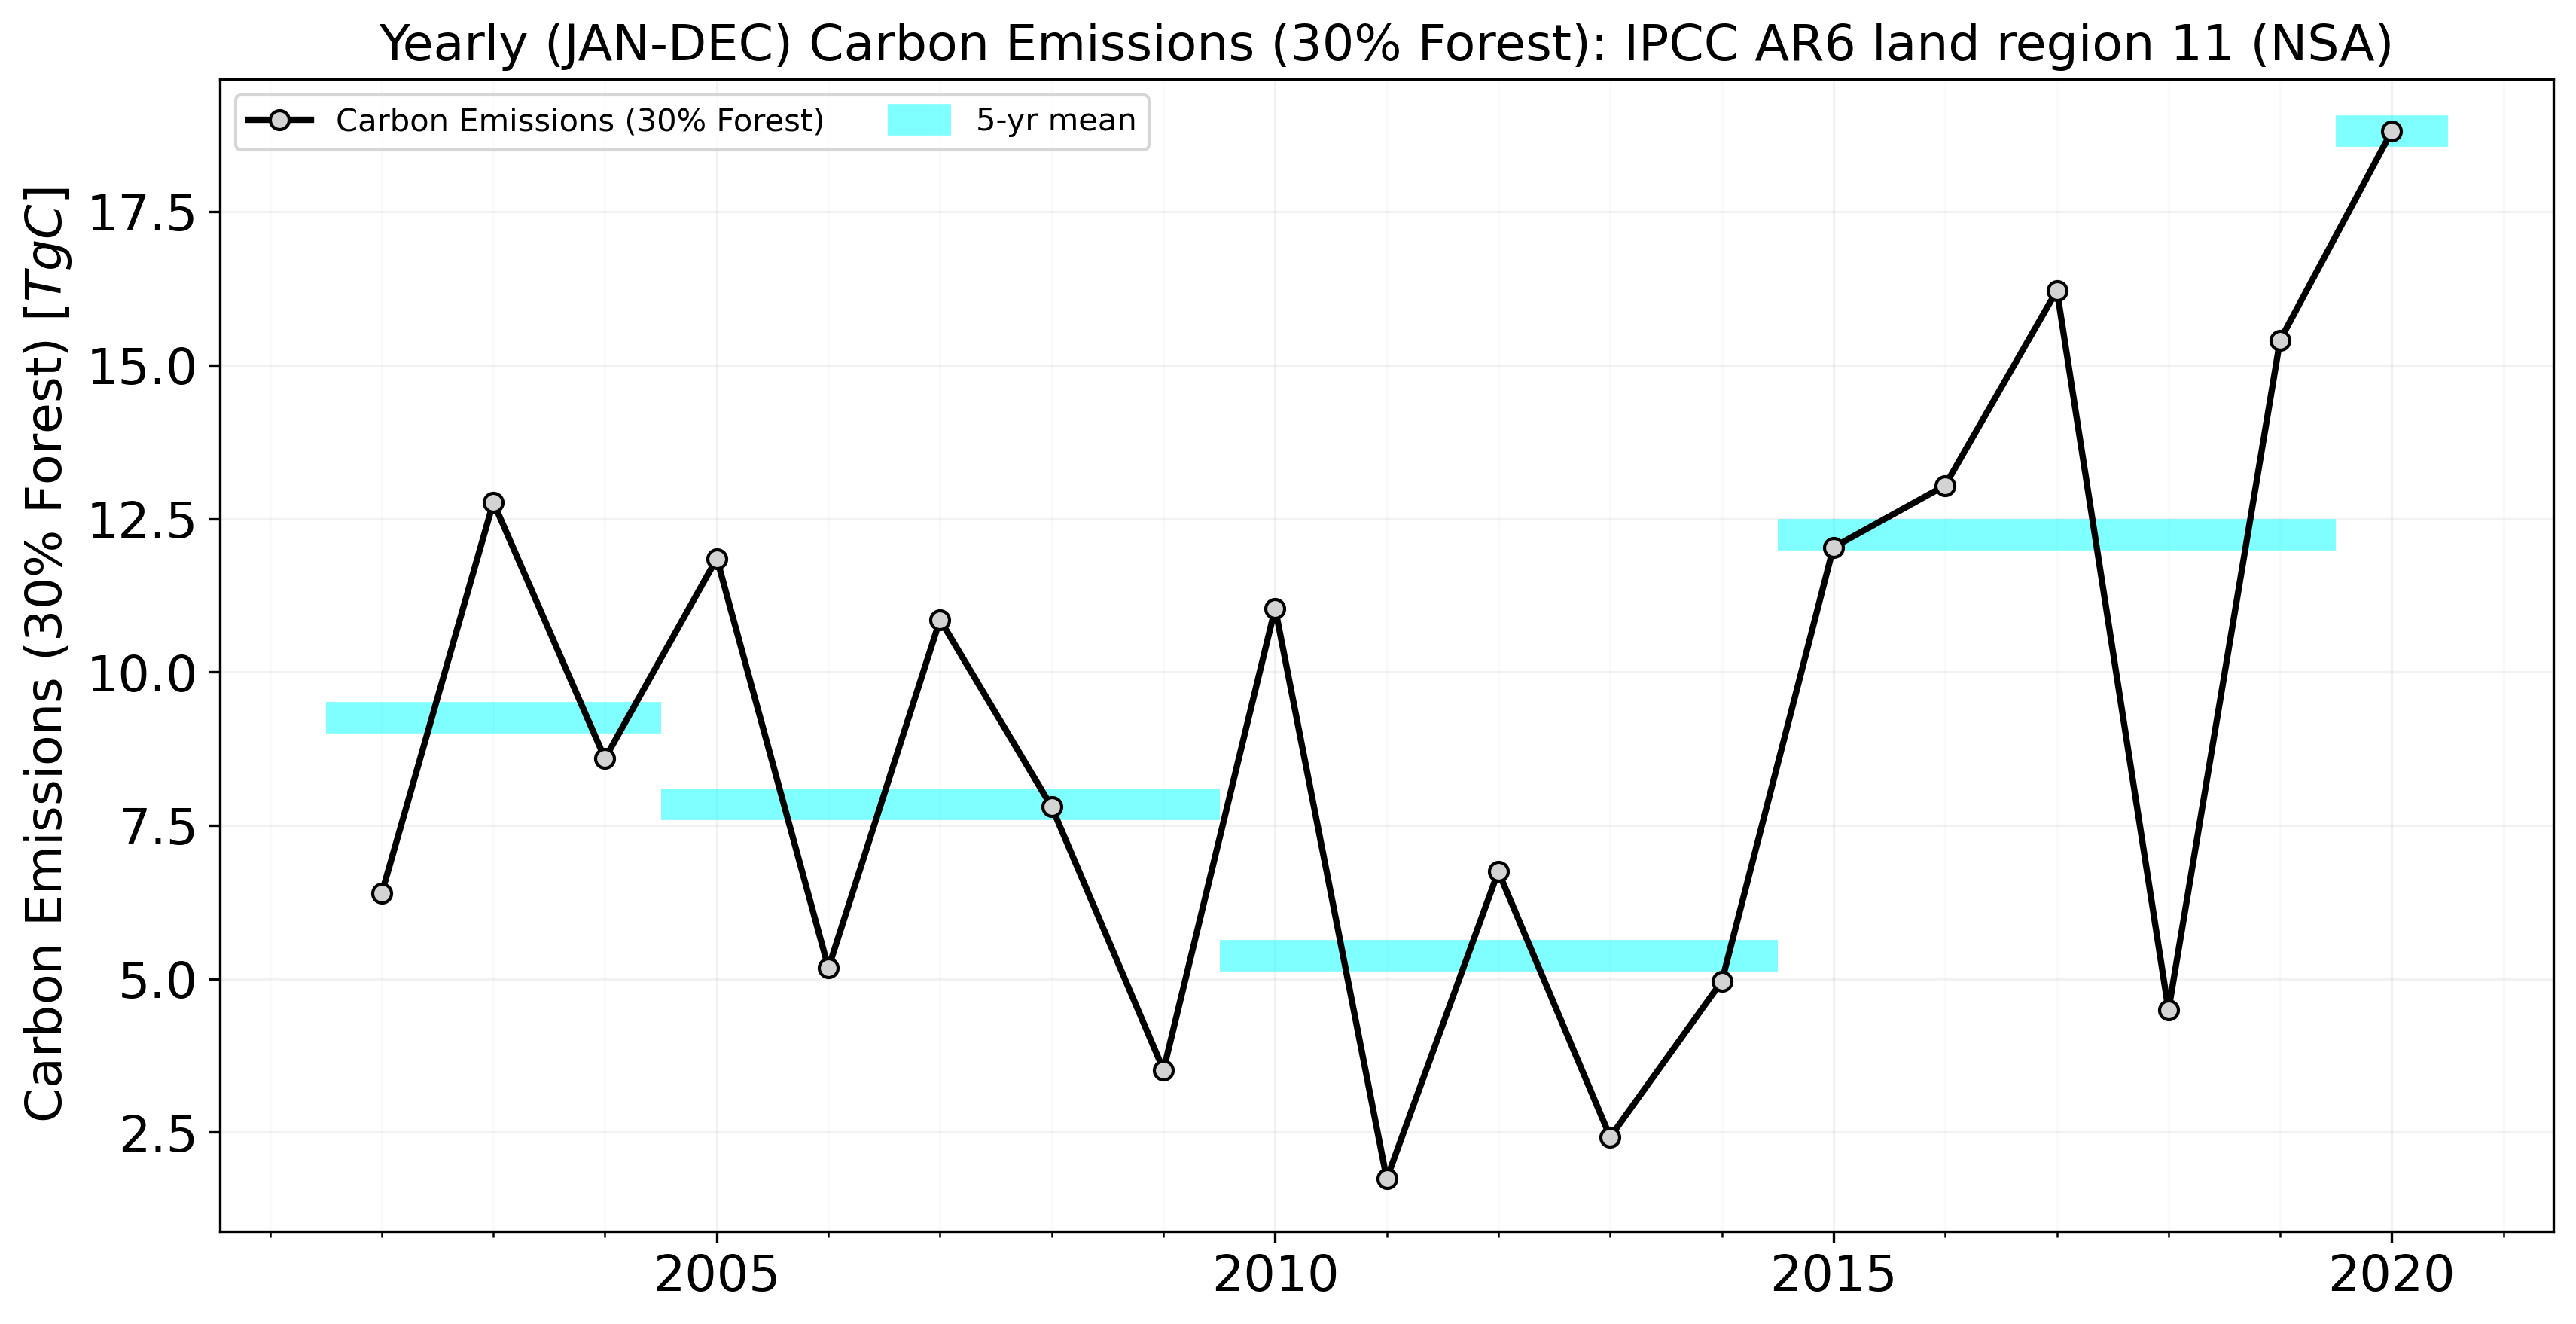 Yearly (JAN-DEC) Carbon Emissions (30% Forest): IPCC AR6 land region 11 (NSA)
Carbon Emissions (30% Forest)
5-yr mean
Carbon Emissions (30% Forest) [TgC]
17.5
15.0
12.5
10.0
7.5
5.0
2.5
2005
2010
2015
2020